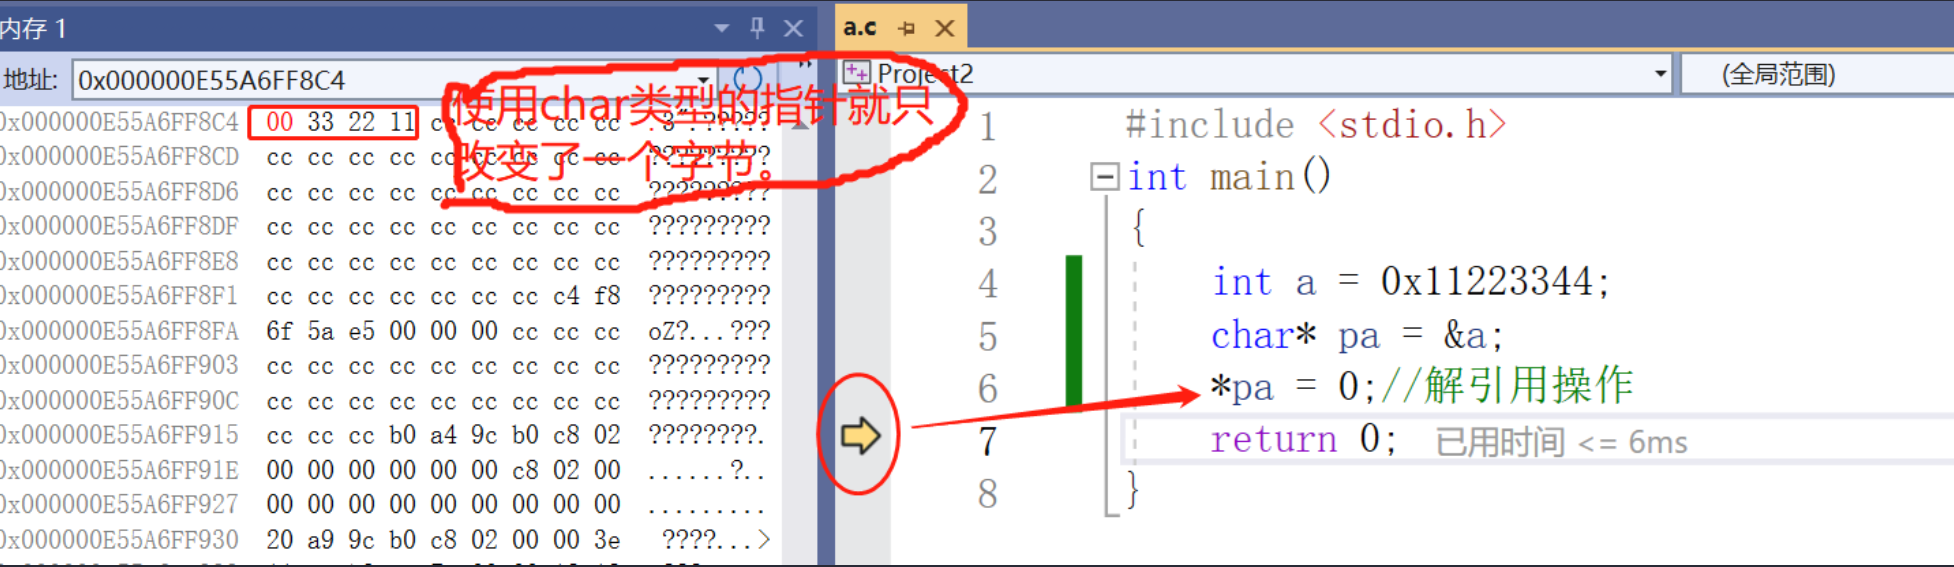 内存 1
地址: 0x000000E55A6FF8C4
0x000000E55A6FF8C4 00 33 22 11 cc cc cc cc cc .3".?????
0x000000E55A6FF8CD cc cc cc cc cc cc cc cc cc ?????????
0x000000E55A6FF8D6 cc cc cc cc cc cc cc cc cc ?????????
0x000000E55A6FF8DF cc cc cc cc cc cc cc cc cc ?????????
0x000000E55A6FF8E8 cc cc cc cc cc cc cc cc cc ?????????
0x000000E55A6FF8F1 cc cc cc cc cc cc cc c4 f8 ?????????
0x000000E55A6FF8FA 6f 5a e5 00 00 00 cc cc cc oZ?...???
0x000000E55A6FF903 cc cc cc cc cc cc cc cc cc ?????????
0x000000E55A6FF90C cc cc cc cc cc cc cc cc cc ?????????
0x000000E55A6FF915 cc cc cc b0 a4 9c b0 c8 02 ????????.
0x000000E55A6FF91E 00 00 00 00 00 00 c8 02 00 ......?..
0x000000E55A6FF927 00 00 00 00 00 00 00 00 00 .........
0x000000E55A6FF930 20 a9 9c b0 c8 02 00 00 3e ????...>
使用char类型的指针就只
改变了一个字节。
a.c
Project2
(全局范围)
1 #include <stdio.h>
2 int main()
3 {
4 int a = 0x11223344;
5 char* pa = &a;
6 *pa = 0;//解引用操作
7 return 0; 已用时间 <= 6ms
8 }